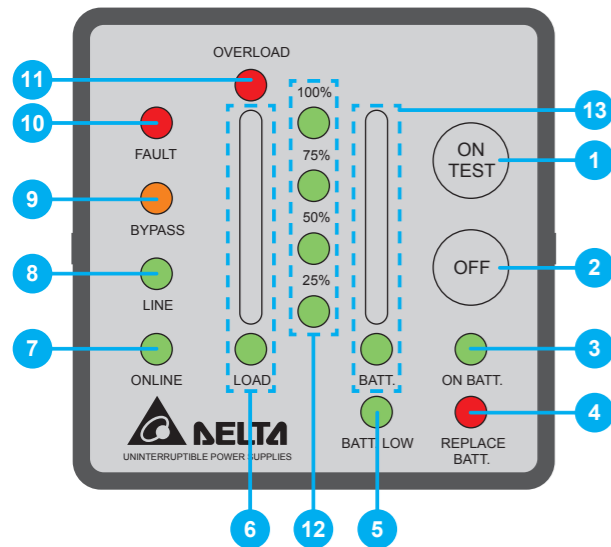 OVERLOAD
11
100%
13
10
ON
TEST
1
FAULT
75%
9
BYPASS
50%
8
OFF
2
LINE
25%
7
3
ONLINE
LOAD
BATT.
ON BATT.
4
DELTA
UNINTERRUPTIBLE POWER SUPPLIES
BATT. LOW
REPLACE
BATT.
6
12
5